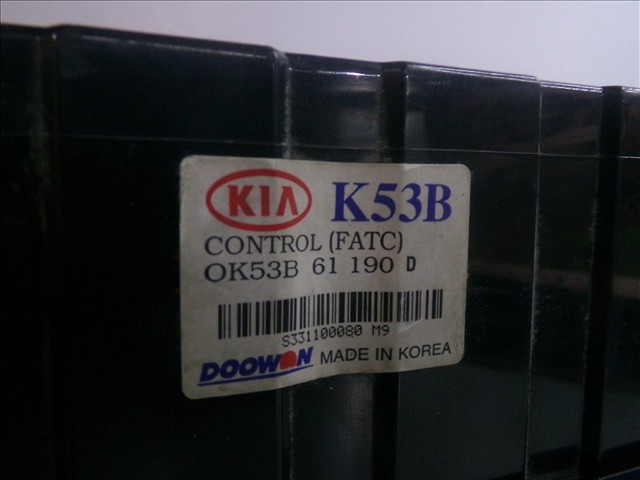 KIA K53B
CONTROL (FATC)
OK53B 61 190 D
S331100080 M9
DOOWON MADE IN KOREA